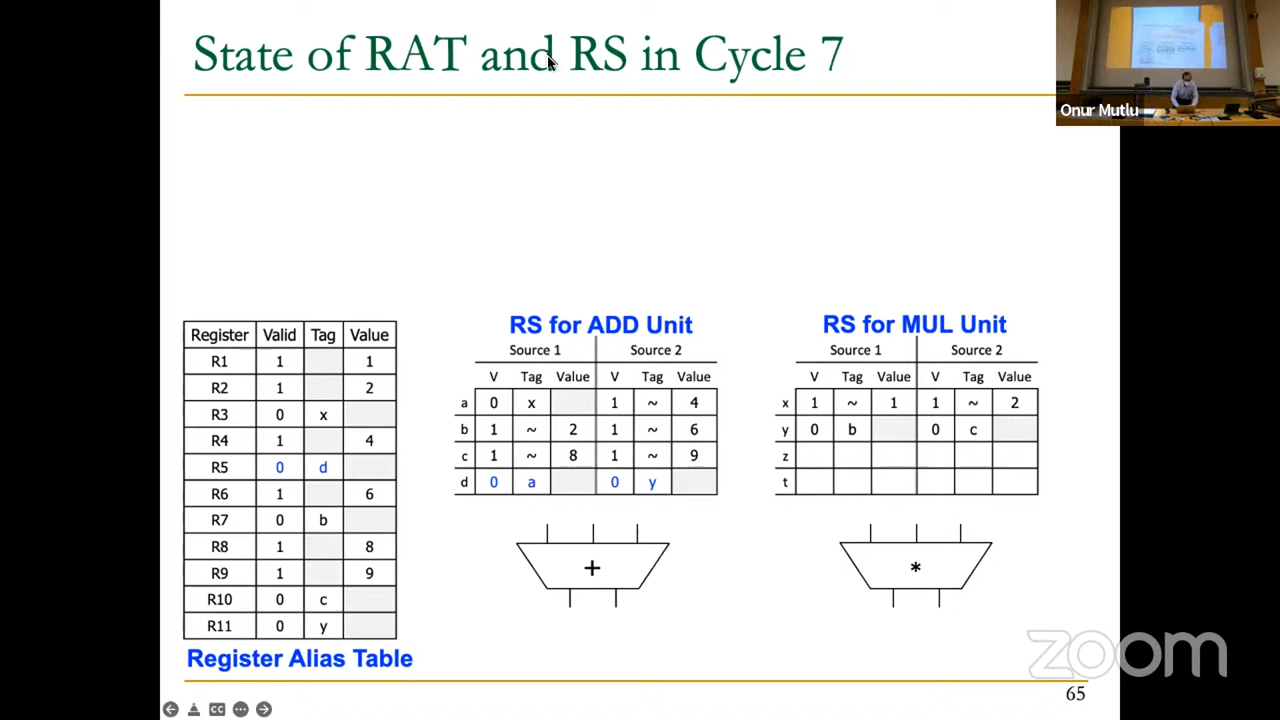 State of RAT and RS in Cycle 7
Onur Mutlu
Register Valid Tag Value
R1 1 1
R2 1 2
R3 0 x
R4 1 4
R5 0 d
R6 1 6
R7 0 b
R8 1 8
R9 1 9
R10 0 c
R11 0 y
Register Alias Table
RS for ADD Unit
Source 1 Source 2
V Tag Value V Tag Value
a 0 x 1 ~ 4
b 1 ~ 2 1 ~ 6
c 1 ~ 8 1 ~ 9
d 0 a 0 y
+
RS for MUL Unit
Source 1 Source 2
V Tag Value V Tag Value
x 1 ~ 1 1 ~ 2
y 0 b 0 c
z
t
*
zoom
65
CC